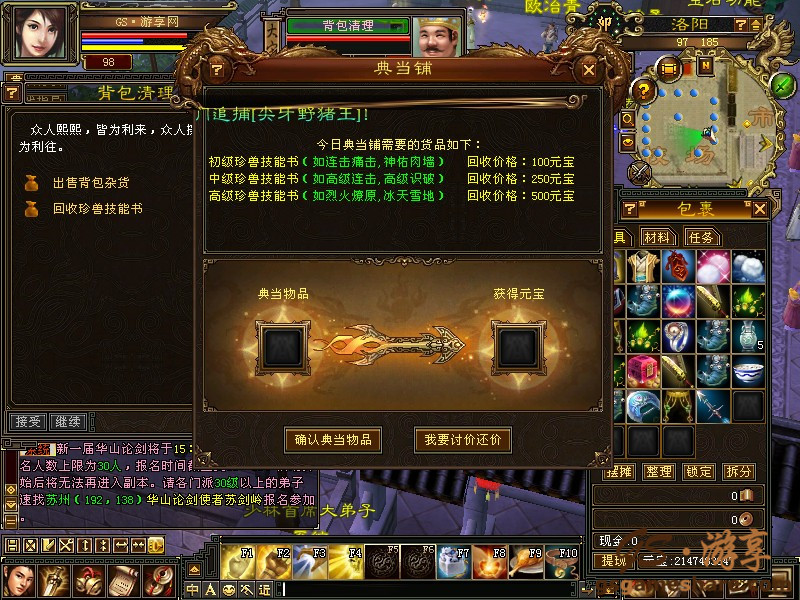 欧治青
GS·游享网
98
背包清理
洛阳
97 185
N
典当铺
背包清理
众人熙熙，皆为利来，众人
为利往。
出售背包杂货
回收珍兽技能书
接受
继续
门追捕[尖牙野猪王]!
今日典当铺需要的货品如下：
初级珍兽技能书(如连击痛击,神佑肉墙) 回收价格：100元宝
中级珍兽技能书(如高级连击,高级识破) 回收价格：250元宝
高级珍兽技能书(如烈火燎原,冰天雪地) 回收价格：500元宝
典当物品
获得元宝
确认典当物品
我要讨价还价
包裹
具
材料
任务
5
摆摊
整理
锁定
拆分
0
0
现金:0
提现
元宝:214748364
新一届华山论剑将于15:
名人数上限为30人，报名时间
始后将无法再进入副本。请各门派30级以上的弟子
速找苏州（192,138）华山论剑使者苏剑岭报名参加
。
少林首席大弟子
F1
F2
F3
F4
F5
F6
F7
F8
F9
F10
中
A
近
游享